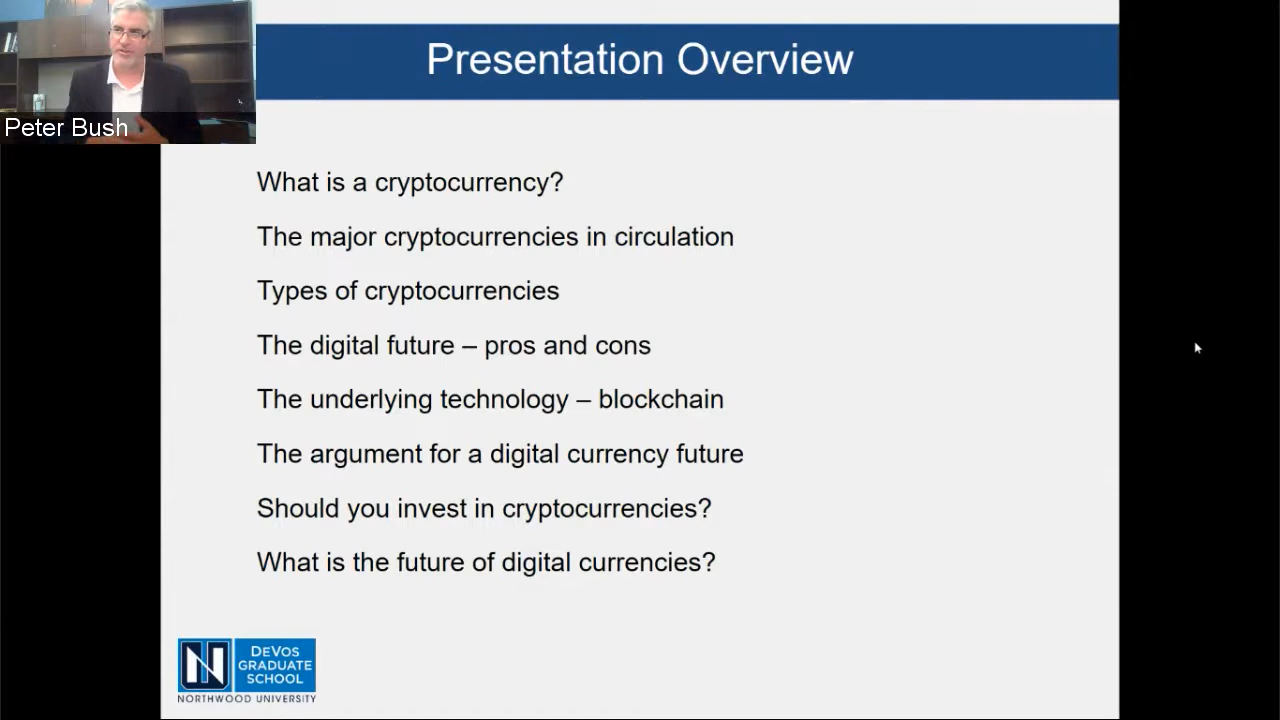 Presentation Overview
Peter Bush
What is a cryptocurrency?
The major cryptocurrencies in circulation
Types of cryptocurrencies
The digital future – pros and cons
The underlying technology – blockchain
The argument for a digital currency future
Should you invest in cryptocurrencies?
What is the future of digital currencies?
N
DEVOS
GRADUATE
SCHOOL
NORTHWOOD UNIVERSITY